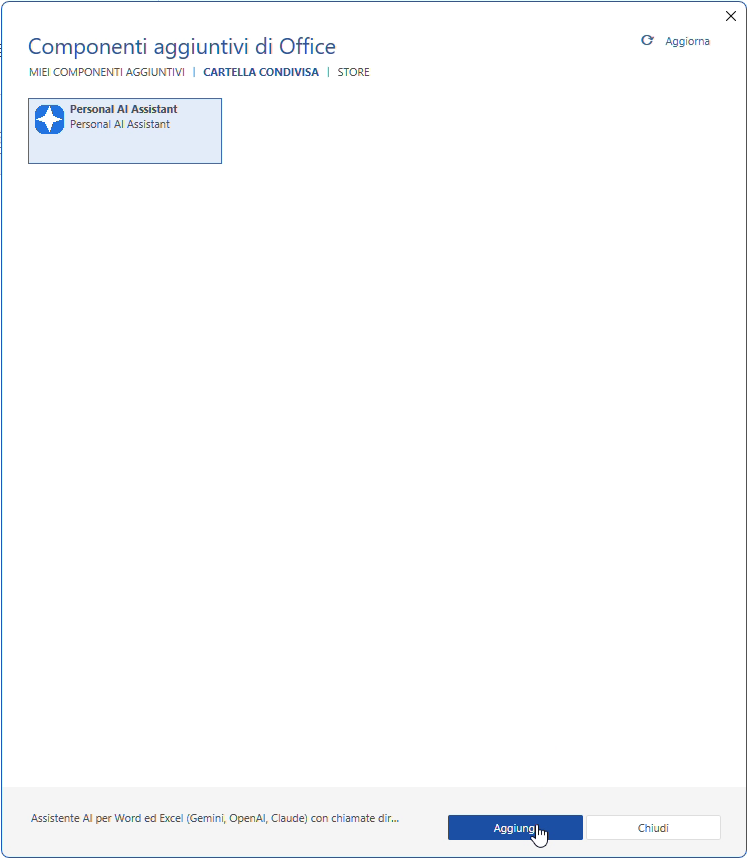 Componenti aggiuntivi di Office
Aggiorna
MIEI COMPONENTI AGGIUNTIVI | CARTELLA CONDIVISA | STORE
Personal AI Assistant
Personal AI Assistant
Assistente AI per Word ed Excel (Gemini, OpenAI, Claude) con chiamate dir...
Aggiungi
Chiudi